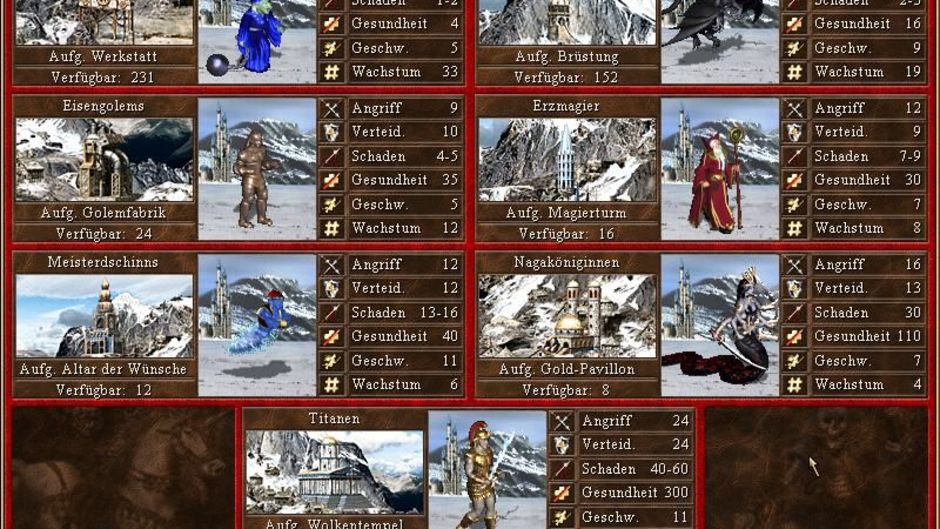 Schaden 1-2
Gesundheit 4
Geschw. 5
Wachstum 33
Aufg. Werkstatt
Verfügbar: 231
Schaden 2-3
Gesundheit 16
Geschw. 9
Wachstum 19
Aufg. Brüstung
Verfügbar: 152
Eisengolems
Angriff 9
Verteid. 10
Schaden 4-5
Gesundheit 35
Geschw. 5
Wachstum 12
Aufg. Golemfabrik
Verfügbar: 24
Erzmagier
Angriff 12
Verteid. 9
Schaden 7-9
Gesundheit 30
Geschw. 7
Wachstum 8
Aufg. Magierturm
Verfügbar: 16
Meisterdschinns
Angriff 12
Verteid. 12
Schaden 13-16
Gesundheit 40
Geschw. 11
Wachstum 6
Aufg. Altar der Wünsche
Verfügbar: 12
Nagaköniginnen
Angriff 16
Verteid. 13
Schaden 30
Gesundheit 110
Geschw. 7
Wachstum 4
Aufg. Gold-Pavillon
Verfügbar: 8
Titanen
Angriff 24
Verteid. 24
Schaden 40-60
Gesundheit 300
Geschw. 11
Aufg. Wolkentempel